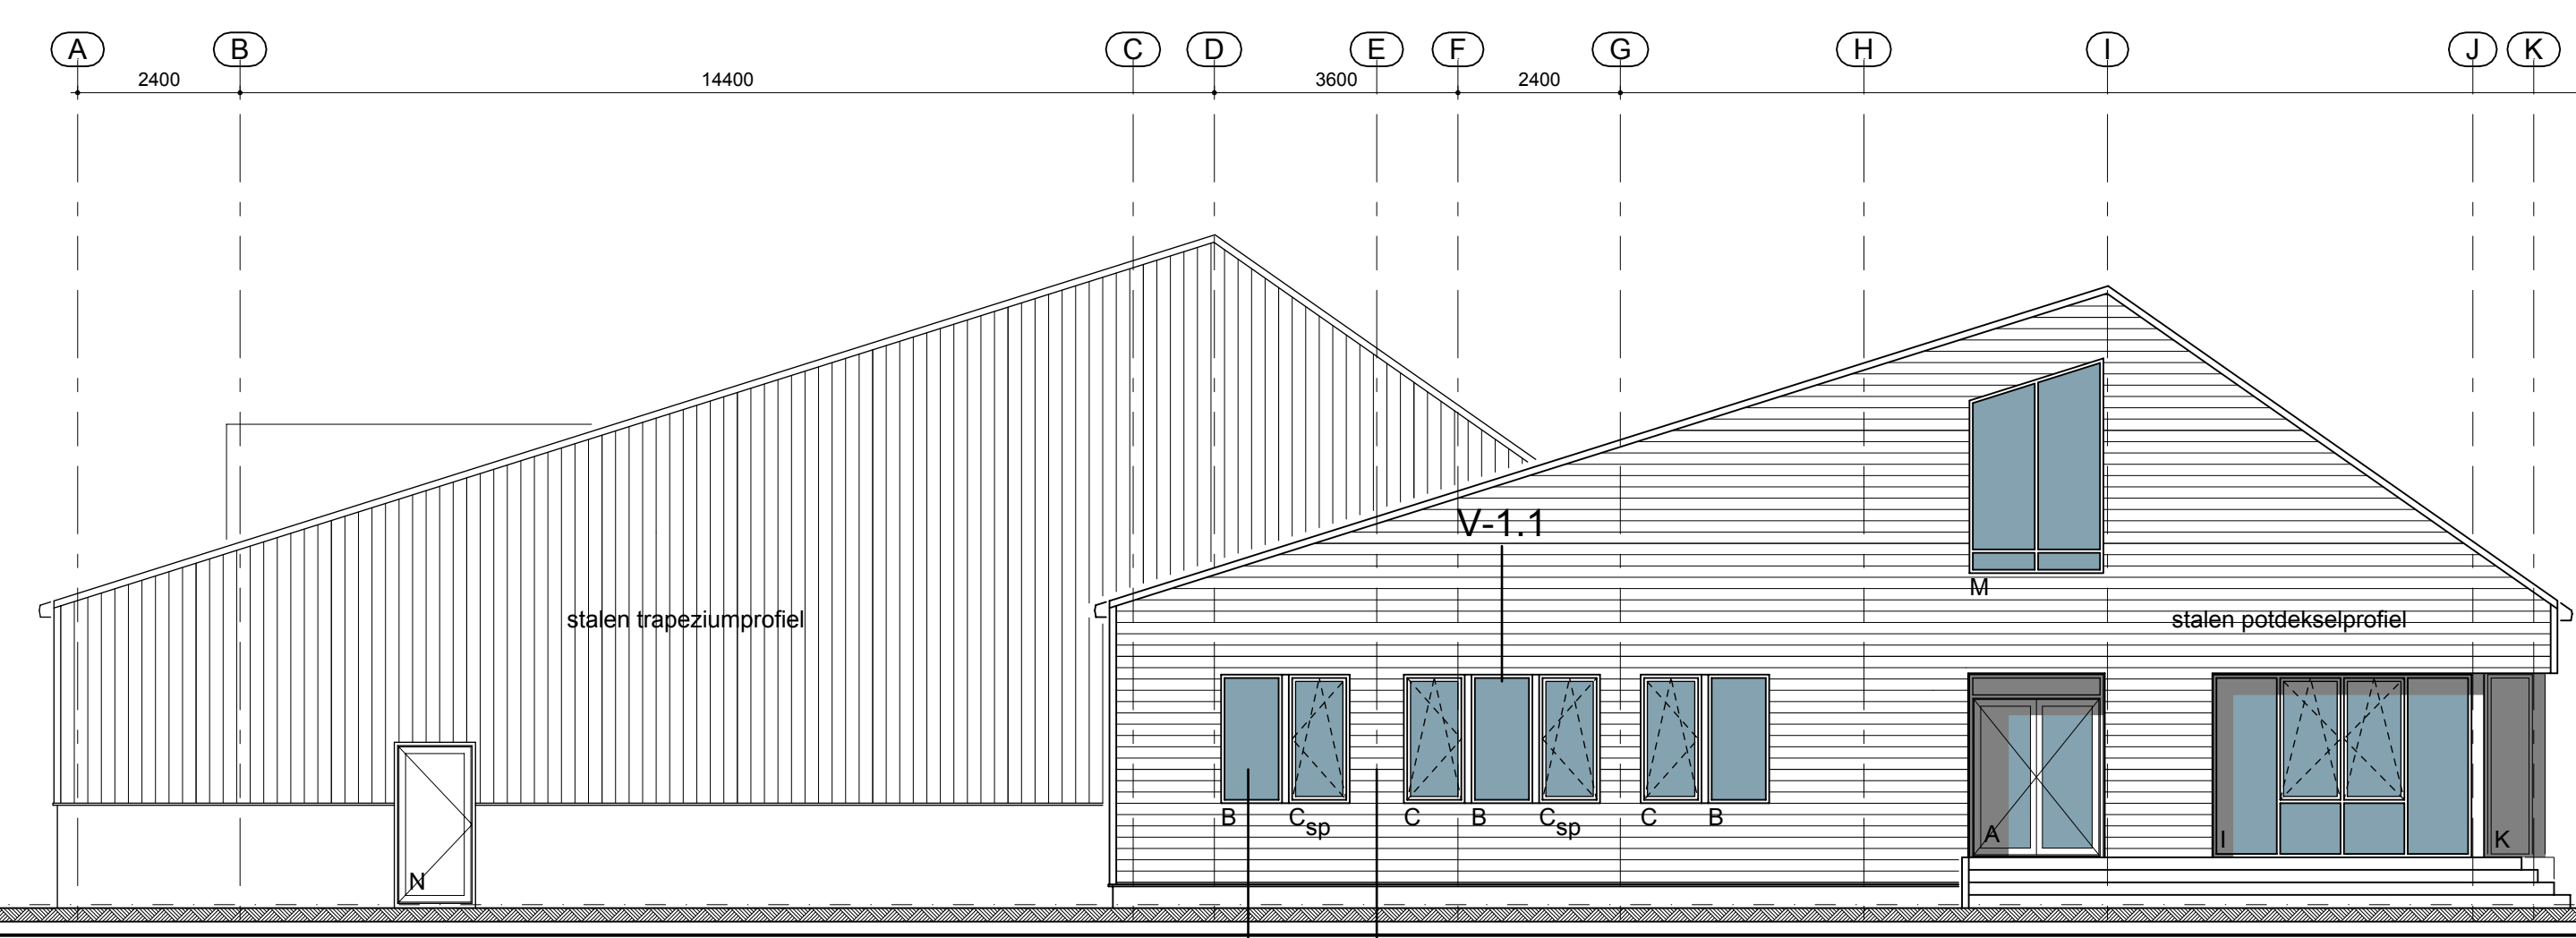 A B C D E F G H I J K
2400 14400 3600 2400
V-1.1
M
stalen trapeziumprofiel
stalen potdekselprofiel
B Csp C B Csp C B
A
I
K
N